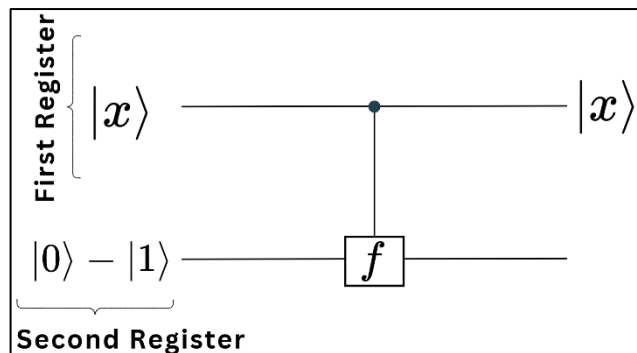 First Register
|x⟩
|x⟩
|0⟩ − |1⟩
f
Second Register